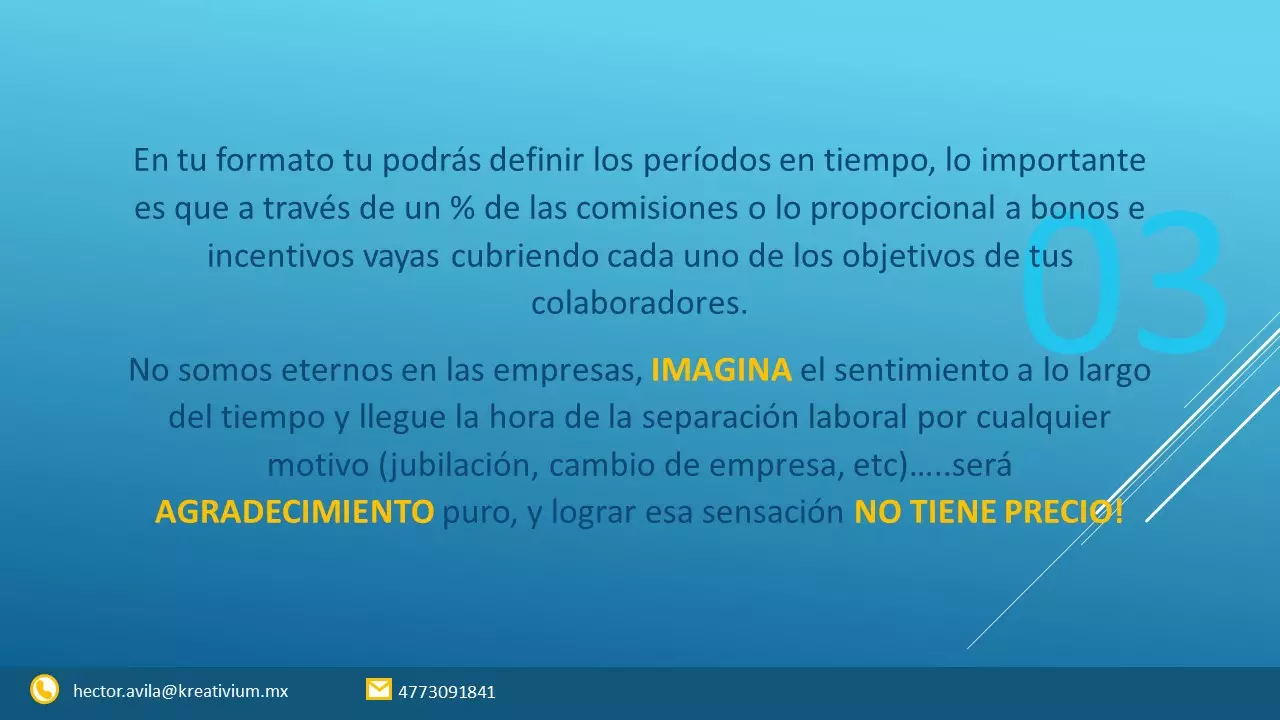 En tu formato tu podrás definir los períodos en tiempo, lo importante
es que a través de un % de las comisiones o lo proporcional a bonos e
incentivos vayas cubriendo cada uno de los objetivos de tus
colaboradores.
03
No somos eternos en las empresas, IMAGINA el sentimiento a lo largo
del tiempo y llegue la hora de la separación laboral por cualquier
motivo (jubilación, cambio de empresa, etc)…..será
AGRADECIMIENTO puro, y lograr esa sensación NO TIENE PRECIO!
hector.avila@kreativium.mx
4773091841